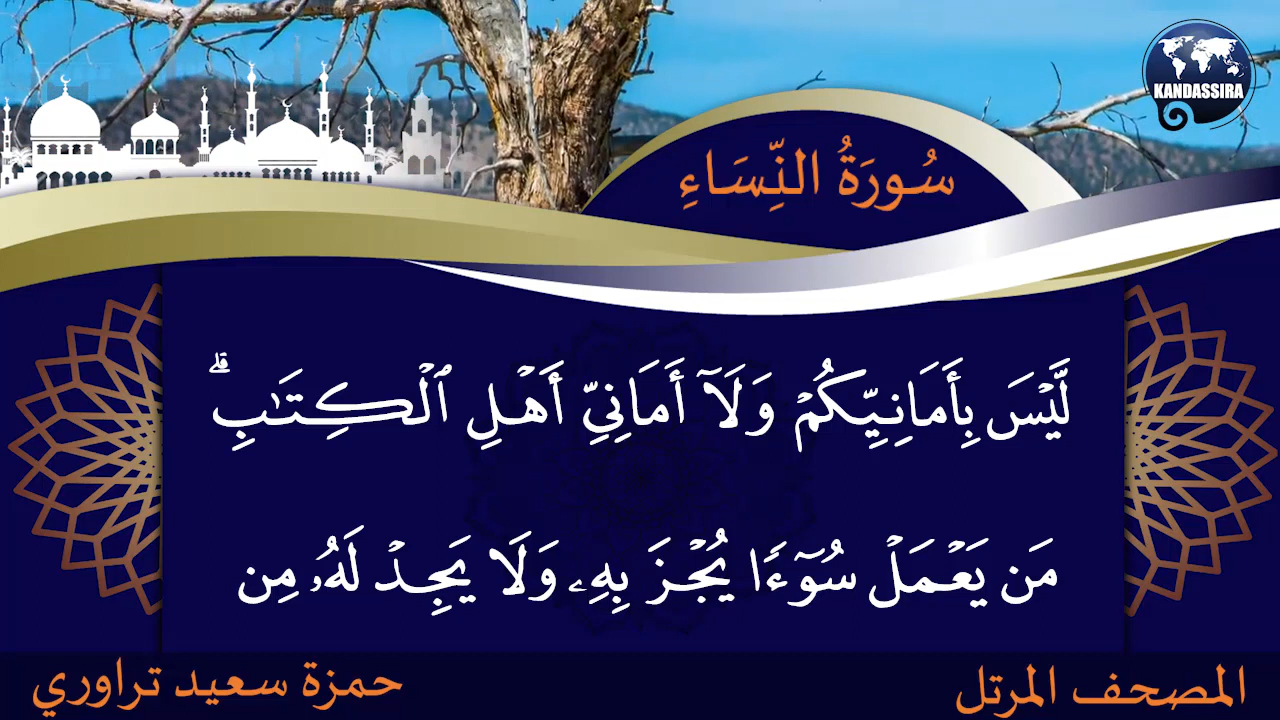 KANDASSIRA
سُورَةُ النِّسَاءِ
لَّيۡسَ بِأَمَانِيِّكُمۡ وَلَآ أَمَانِيِّ أَهۡلِ ٱلۡكِتَٰبِۗ
مَن يَعۡمَلۡ سُوٓءٗا يُجۡزَ بِهِۦ وَلَا يَجِدۡ لَهُۥ مِن
المصحف المرتل
حمزة سعيد تراوري